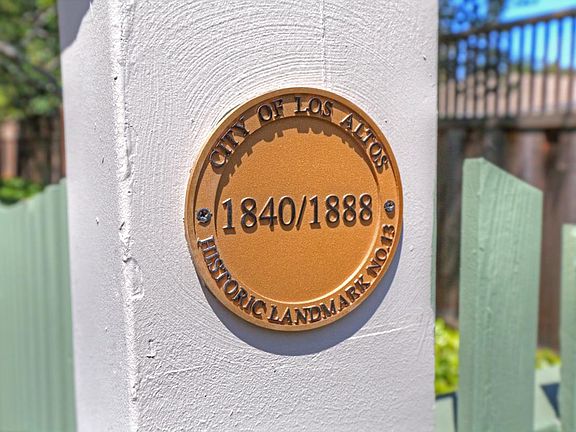 CITY OF LOS ALTOS
1840/1888
HISTORIC LANDMARK NO.13